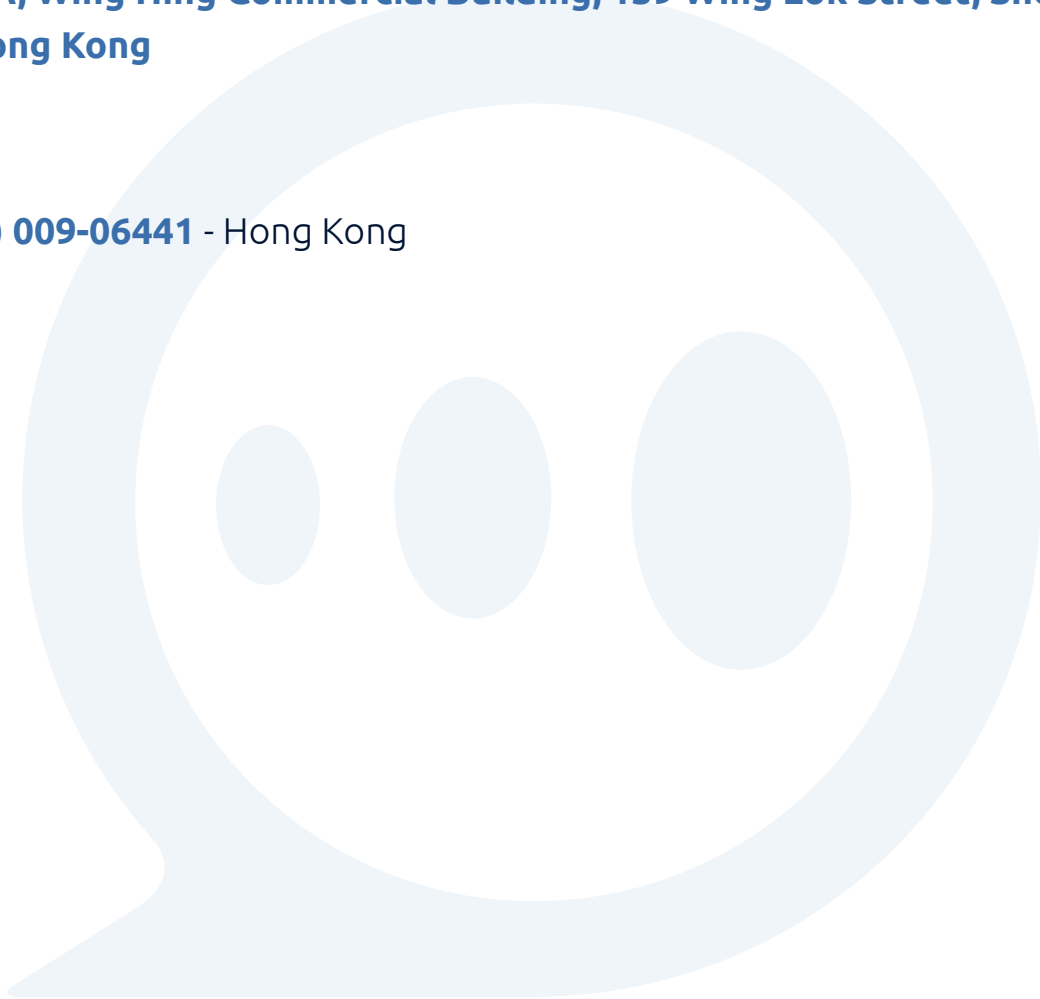 Wing Hing Commercial Building, 139 Wing Lok Street,
ong Kong
) 009-06441 - Hong Kong